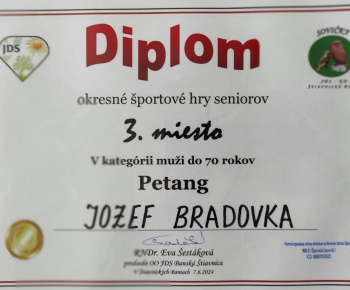 JDS
Diplom
SOVIČKY
okresné športové hry seniorov
3. miesto
V kategórii muži do 70 rokov
Petang
JOZEF BRADOVKA
RNDr. Eva Šestáková
predseda OO JDS Banská Štiavnica
V Štiavnických Baniach 7.6.2024